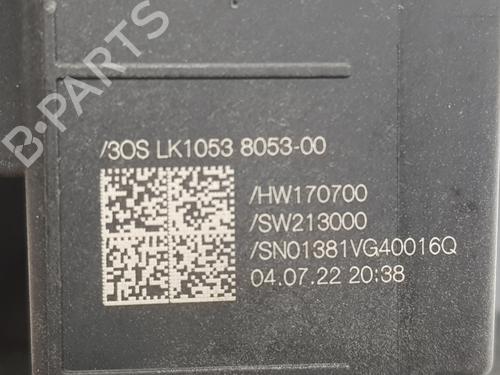 B-PARTS
/3OS LK1053 8053-00
/HW170700
/SW213000
/SN01381VG40016Q
04.07.22 20:38